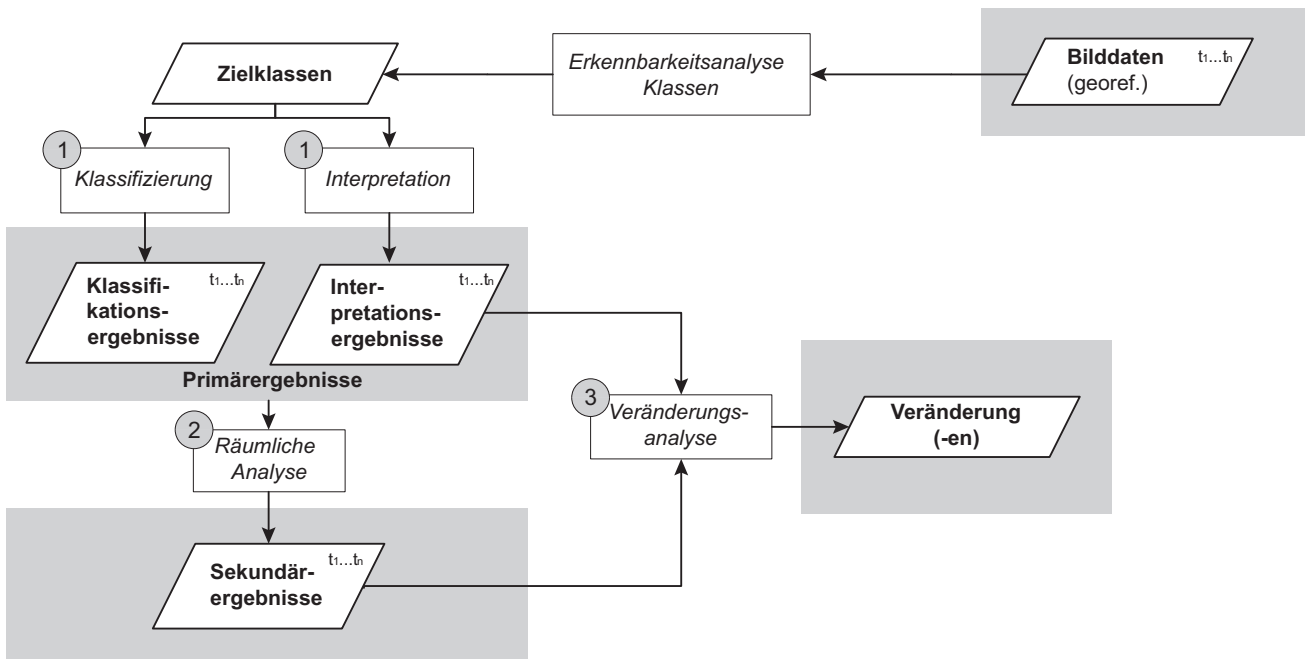 Zielklassen
Erkennbarkeitsanalyse
Klassen
Bilddaten t₁...tₙ
(georef.)
1
Klassifizierung
1
Interpretation
Klassifi- t₁...tₙ
kations-
ergebnisse
Inter- t₁...tₙ
pretations-
ergebnisse
Primärergebnisse
2
Räumliche
Analyse
3
Veränderungs-
analyse
Veränderung
(-en)
Sekundär- t₁...tₙ
ergebnisse